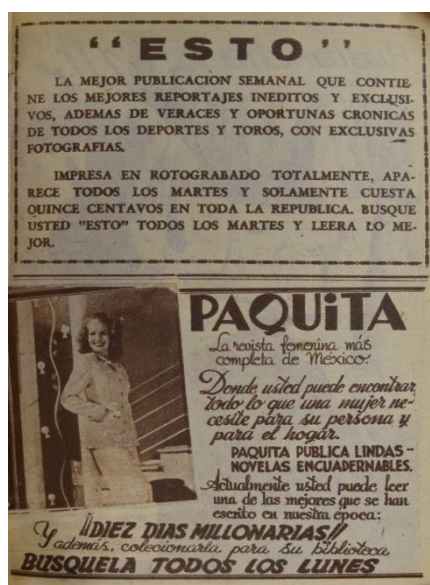 "ESTO"
LA MEJOR PUBLICACION SEMANAL QUE CONTIE-
NE LOS MEJORES REPORTAJES INEDITOS Y EXCLUSI-
VOS, ADEMAS DE VERACES Y OPORTUNAS CRONICAS
DE TODOS LOS DEPORTES Y TOROS, CON EXCLUSIVAS
FOTOGRAFIAS.
IMPRESA EN ROTOGRABADO TOTALMENTE, APA-
RECE TODOS LOS MARTES Y SOLAMENTE CUESTA
QUINCE CENTAVOS EN TODA LA REPUBLICA. BUSQUE
USTED "ESTO" TODOS LOS MARTES Y LEERA LO ME-
JOR.
PAQUiTA
La revista femenina más
completa de México.
Donde usted puede encontrar
todo lo que una mujer ne-
cesite para su persona y
para el hogar.
PAQUITA PUBLICA LINDAS -
NOVELAS ENCUADERNABLES.
Actualmente usted puede leer
una de las mejores que se han
escrito en nuestra época:
¡¡DIEZ DIAS MILLONARIAS!!
Y además, coleccionarla para su biblioteca
BUSQUELA TODOS LOS LUNES